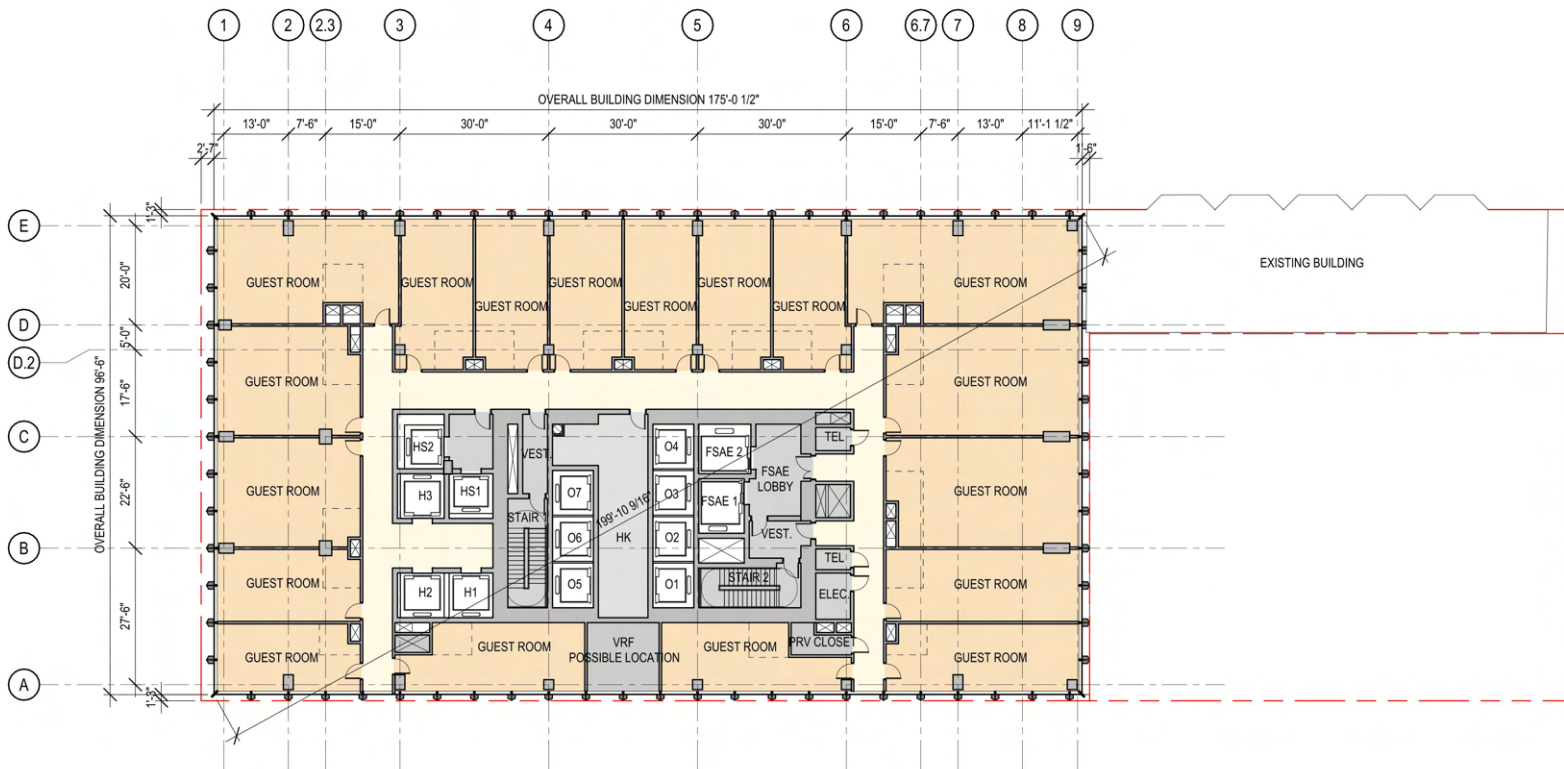 1 2 2.3 3 4 5 6 6.7 7 8 9
OVERALL BUILDING DIMENSION 175'-0 1/2"
13'-0" 7'-6" 15'-0" 30'-0" 30'-0" 30'-0" 15'-0" 7'-6" 13'-0" 11'-1 1/2"
2'-7" 1'-6"
OVERALL BUILDING DIMENSION 96'-6"
1'-3"
20'-0"
5'-0"
17'-6"
22'-6"
27'-6"
1'-3"
E
D
D.2
C
B
A
EXISTING BUILDING
GUEST ROOM GUEST ROOM GUEST ROOM GUEST ROOM
GUEST ROOM GUEST ROOM GUEST ROOM GUEST ROOM
GUEST ROOM GUEST ROOM
HS2 VEST. O4 FSAE 2 TEL
FSAE
LOBBY
GUEST ROOM H3 HS1 O7 O3 FSAE 1 GUEST ROOM
199'-10 9/16"
STAIR 1 O6 HK O2 VEST.
TEL
GUEST ROOM H2 H1 O5 O1 STAIR 2 ELEC. GUEST ROOM
GUEST ROOM GUEST ROOM VRF
POSSIBLE LOCATION GUEST ROOM PRV CLOSET GUEST ROOM